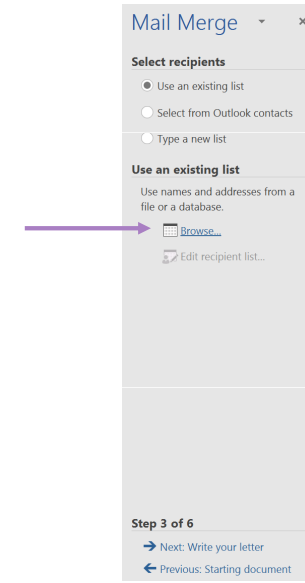 Mail Merge
Select recipients
Use an existing list
Select from Outlook contacts
Type a new list
Use an existing list
Use names and addresses from a
file or a database.
Browse...
Edit recipient list...
Step 3 of 6
Next: Write your letter
Previous: Starting document